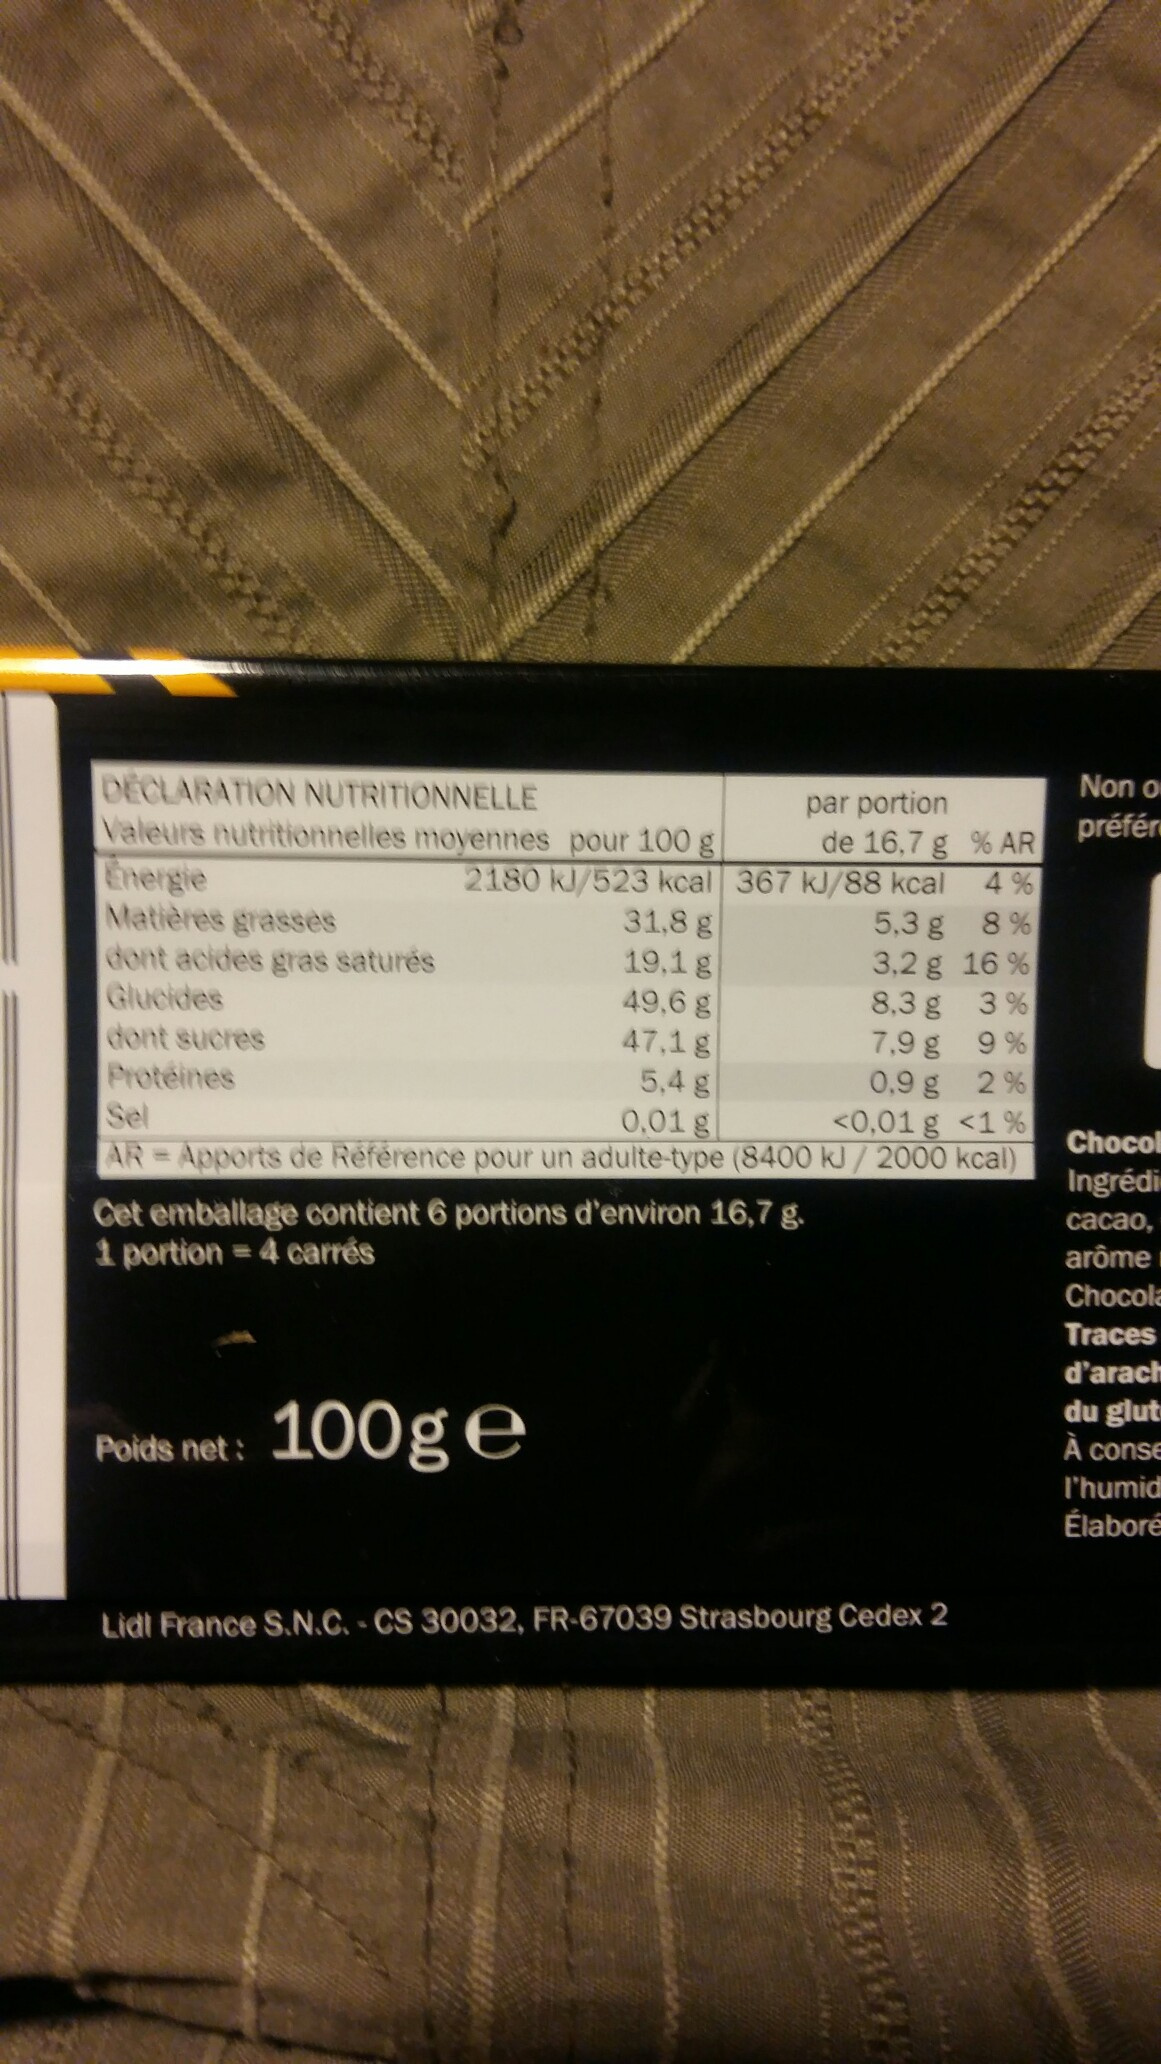 DÉCLARATION NUTRITIONNELLE
Valeurs nutritionnelles moyennes pour 100 g par portion de 16,7 g % AR
Énergie 2180 kJ/523 kcal 367 kJ/88 kcal 4 %
Matières grasses 31,8 g 5,3 g 8 %
dont acides gras saturés 19,1 g 3,2 g 16 %
Glucides 49,6 g 8,3 g 3 %
dont sucres 47,1 g 7,9 g 9 %
Protéines 5,4 g 0,9 g 2 %
Sel 0,01 g <0,01 g <1 %
AR = Apports de Référence pour un adulte-type (8400 kJ / 2000 kcal)
Cet emballage contient 6 portions d'environ 16,7 g.
1 portion = 4 carrés
Poids net : 100g e
Lidl France S.N.C. - CS 30032, FR-67039 Strasbourg Cedex 2
Non
Ingrédi
cacao,
arôme
Traces
d'arach
du glut
À conse
l'humid
Élaboré